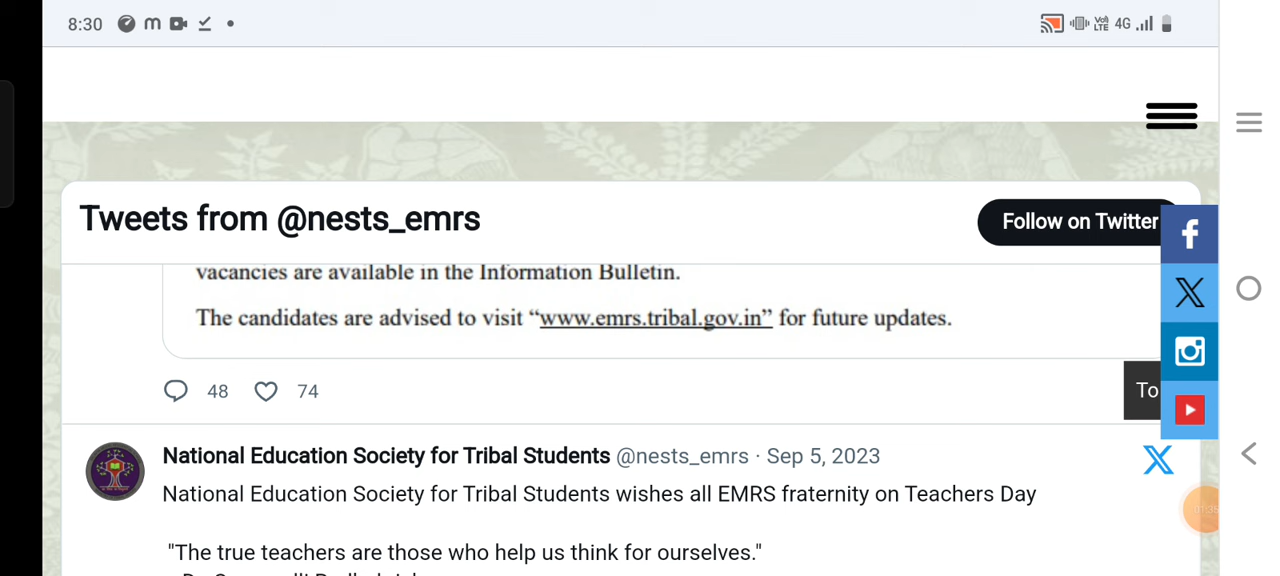 8:30
VoLTE 4G
Tweets from @nests_emrs
Follow on Twitter
vacancies are available in the Information Bulletin.
The candidates are advised to visit “www.emrs.tribal.gov.in” for future updates.
48 74
To
National Education Society for Tribal Students @nests_emrs · Sep 5, 2023
National Education Society for Tribal Students wishes all EMRS fraternity on Teachers Day
01:35
"The true teachers are those who help us think for ourselves."